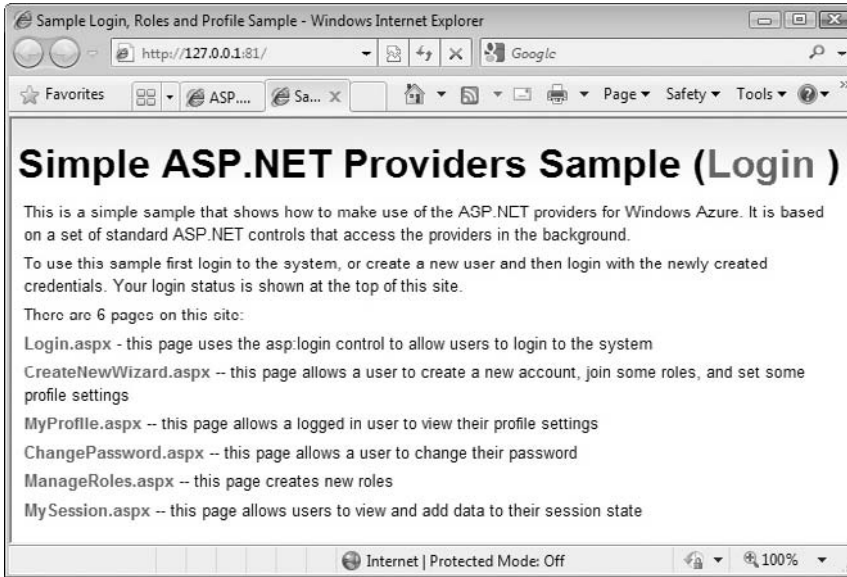 Sample Login, Roles and Profile Sample - Windows Internet Explorer
http://127.0.0.1:81/
Google
Favorites
ASP....
Sa...
Page
Safety
Tools
Simple ASP.NET Providers Sample (Login )
This is a simple sample that shows how to make use of the ASP.NET providers for Windows Azure. It is based
on a set of standard ASP.NET controls that access the providers in the background.
To use this sample first login to the system, or create a new user and then login with the newly created
credentials. Your login status is shown at the top of this site.
There are 6 pages on this site:
Login.aspx - this page uses the asp:login control to allow users to login to the system
CreateNewWizard.aspx -- this page allows a user to create a new account, join some roles, and set some
profile settings
MyProfile.aspx -- this page allows a logged in user to view their profile settings
ChangePassword.aspx -- this page allows a user to change their password
ManageRoles.aspx -- this page creates new roles
MySession.aspx -- this page allows users to view and add data to their session state
Internet | Protected Mode: Off
100%